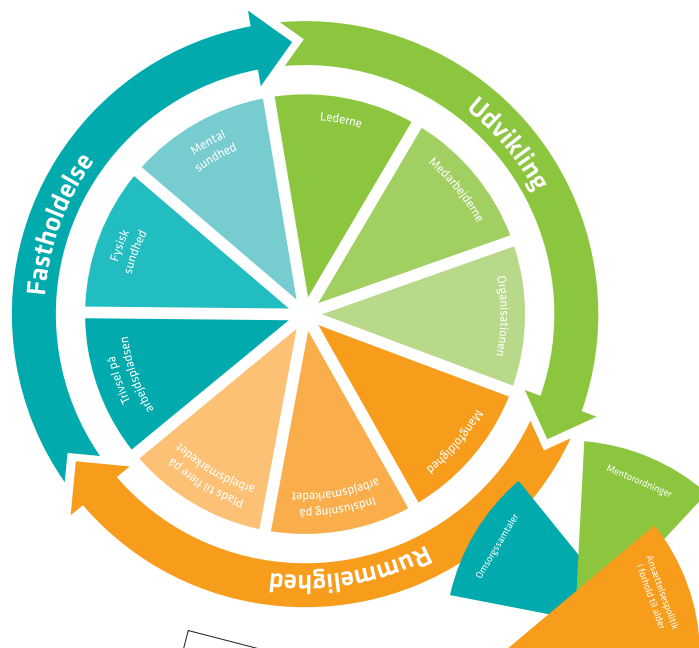 Fastholdelse
Udvikling
Rummelighed
Lederne
Medarbejderne
Organisationen
Mangfoldighed
Indslusning på
arbejdsmarkedet
Plads til flere på
arbejdsmarkedet
Trivsel på
arbejdspladsen
Fysisk
sundhed
Mental
sundhed
Omsorgssamtaler
Mentorordninger
Ansættelsespolitik
i forhold til alder